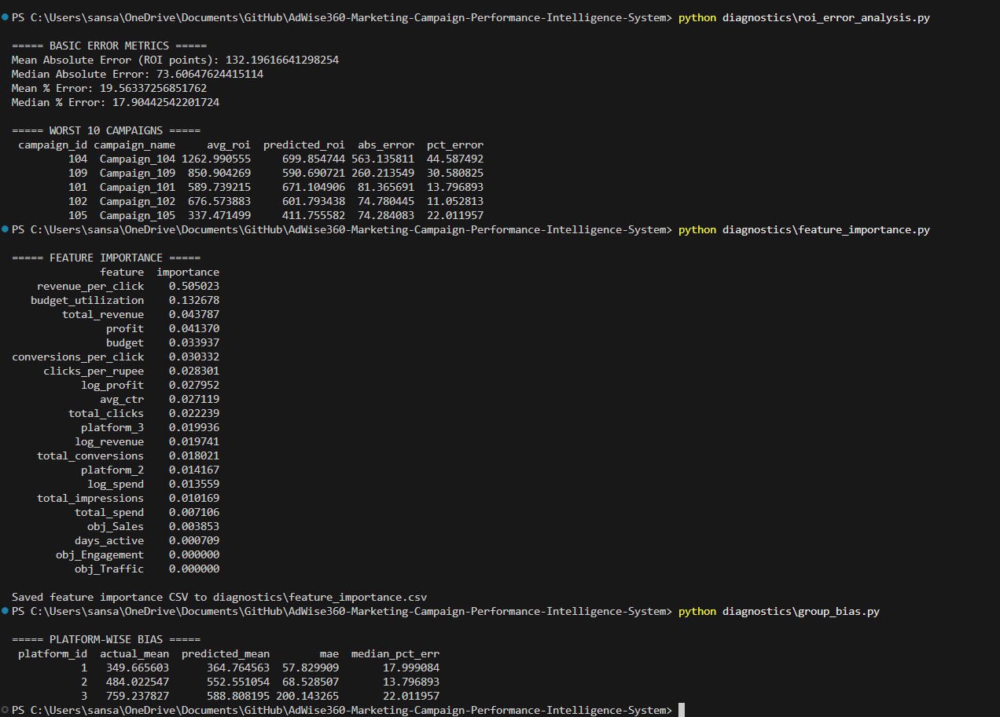 PS C:\Users\sansa\OneDrive\Documents\GitHub\AdWise360-Marketing-Campaign-Performance-Intelligence-System> python diagnostics\roi_error_analysis.py
===== BASIC ERROR METRICS =====
Mean Absolute Error (ROI points): 132.19616641298254
Median Absolute Error: 73.60647624415114
Mean % Error: 19.56337256851762
Median % Error: 17.90442542201724
===== WORST 10 CAMPAIGNS =====
campaign_id campaign_name avg_roi predicted_roi abs_error pct_error
104 Campaign_104 1262.990555 699.854744 563.135811 44.587492
109 Campaign_109 850.904269 590.690721 260.213549 30.580825
101 Campaign_101 589.739215 671.104906 81.365691 13.796893
102 Campaign_102 676.573883 601.793438 74.780445 11.052813
105 Campaign_105 337.471499 411.755582 74.284083 22.011957
PS C:\Users\sansa\OneDrive\Documents\GitHub\AdWise360-Marketing-Campaign-Performance-Intelligence-System> python diagnostics\feature_importance.py
===== FEATURE IMPORTANCE =====
feature importance
revenue_per_click 0.505023
budget_utilization 0.132678
total_revenue 0.043787
profit 0.041370
budget 0.033937
conversions_per_click 0.030332
clicks_per_rupee 0.028301
log_profit 0.027952
avg_ctr 0.027119
total_clicks 0.022239
platform_3 0.019936
log_revenue 0.019741
total_conversions 0.018021
platform_2 0.014167
log_spend 0.013559
total_impressions 0.010169
total_spend 0.007106
obj_Sales 0.003853
days_active 0.000709
obj_Engagement 0.000000
obj_Traffic 0.000000
Saved feature importance CSV to diagnostics\feature_importance.csv
PS C:\Users\sansa\OneDrive\Documents\GitHub\AdWise360-Marketing-Campaign-Performance-Intelligence-System> python diagnostics\group_bias.py
===== PLATFORM-WISE BIAS =====
platform_id actual_mean predicted_mean mae median_pct_err
1 349.665603 364.764563 57.829909 17.999084
2 484.022547 552.551054 68.528507 13.796893
3 759.237827 588.808195 200.143265 22.011957
PS C:\Users\sansa\OneDrive\Documents\GitHub\AdWise360-Marketing-Campaign-Performance-Intelligence-System>